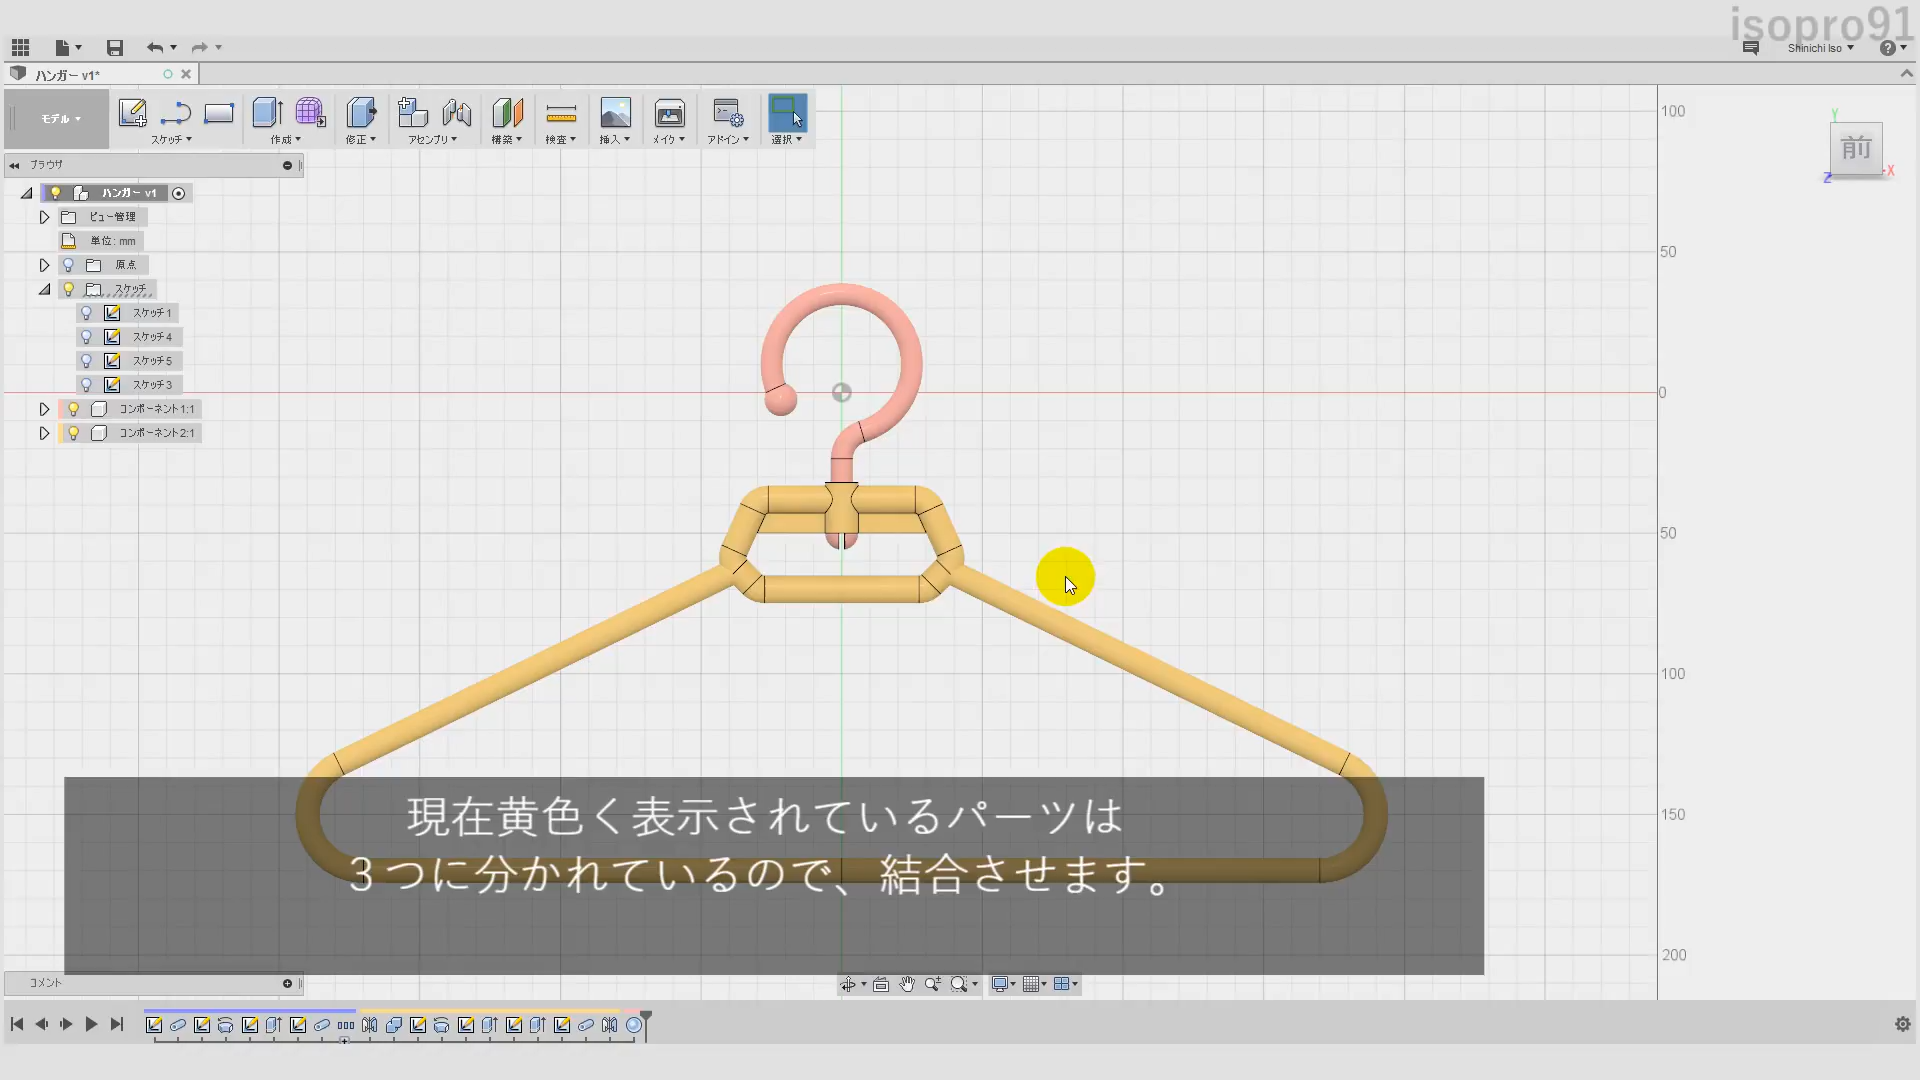 isopro91
Shinichi Iso
ハンガー v1*
モデル
スケッチ
作成
修正
アセンブリ
構築
検査
挿入
メイク
アドイン
選択
ブラウザ
ハンガー v1
ビュー管理
単位: mm
原点
スケッチ
スケッチ1
スケッチ4
スケッチ5
スケッチ3
コンポーネント1:1
コンポーネント2:1
100
50
0
50
100
150
200
Y
前
X
Z
現在黄色く表示されているパーツは
３つに分かれているので、結合させます。
コメント